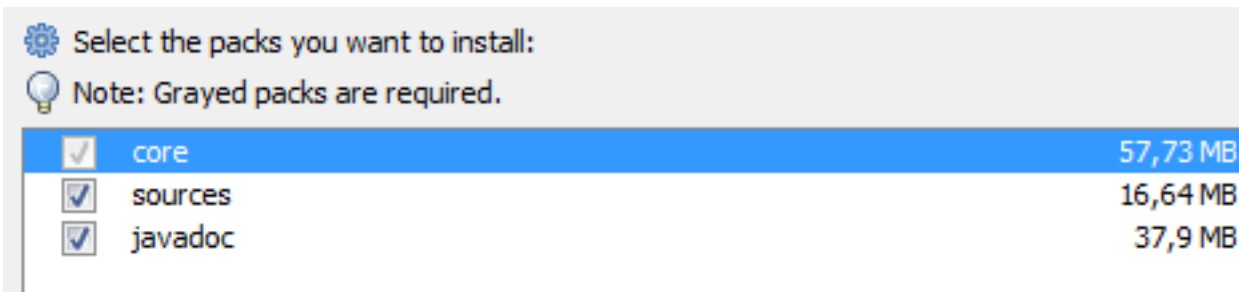 Select the packs you want to install:
Note: Grayed packs are required.
core 57,73 MB
sources 16,64 MB
javadoc 37,9 MB